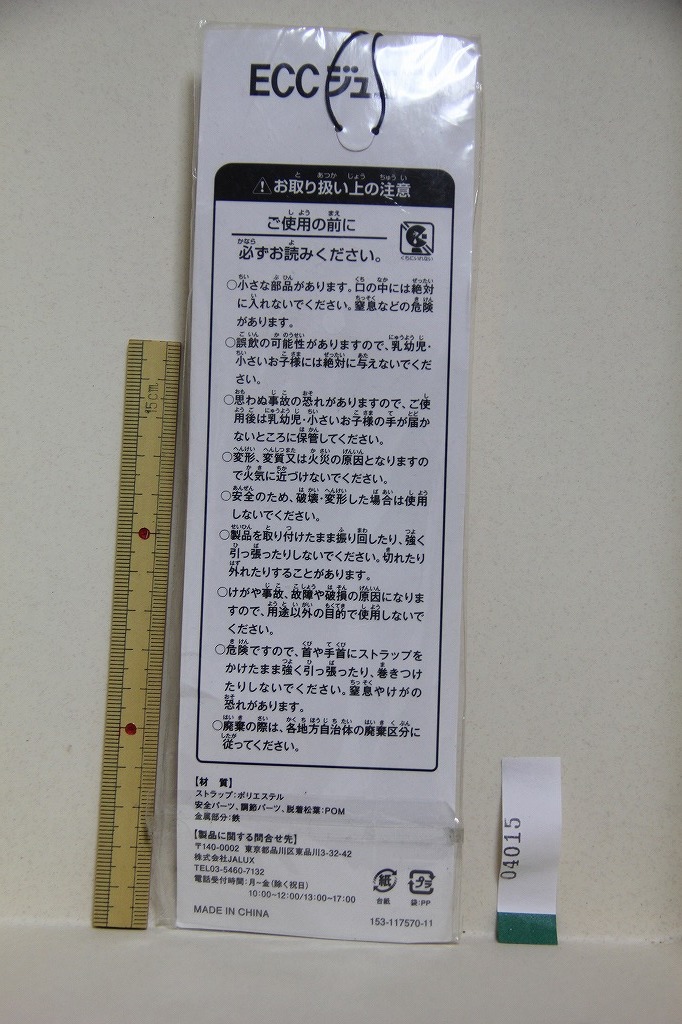 ECCジュ
⚠お取り扱い上の注意
ご使用の前に
必ずお読みください。
くちにいれない
○小さな部品があります。口の中には絶対
に入れないでください。窒息などの危険
があります。
○誤飲の可能性がありますので、乳幼児・
小さいお子様には絶対に与えないでくだ
さい。
○思わぬ事故の恐れがありますので、ご使
用後は乳幼児・小さいお子様の手が届か
ないところに保管してください。
○変形、変質又は火災の原因となりますの
で火気に近づけないでください。
○安全のため、破壊・変形した場合は使用
しないでください。
○製品を取り付けたまま振り回したり、強く
引っ張ったりしないでください。切れたり
外れたりすることがあります。
○けがや事故、故障や破損の原因になりま
すので、用途以外の目的で使用しないで
ください。
○危険ですので、首や手首にストラップを
かけたまま強く引っ張ったり、巻きつけ
たりしないでください。窒息やけがの
恐れがあります。
○廃棄の際は、各地方自治体の廃棄区分に
従ってください。
【材 質】
ストラップ:ポリエステル
安全パーツ、調節パーツ、脱着松葉:POM
金属部分:鉄
【製品に関する問合せ先】
〒140-0002 東京都品川区東品川3-32-42
株式会社JALUX
TEL03-5460-7132
電話受付時間:月~金(除く祝日)
10:00~12:00/13:00~17:00
紙
台紙
プラ
袋:PP
MADE IN CHINA
153-117570-11
15cm
04015